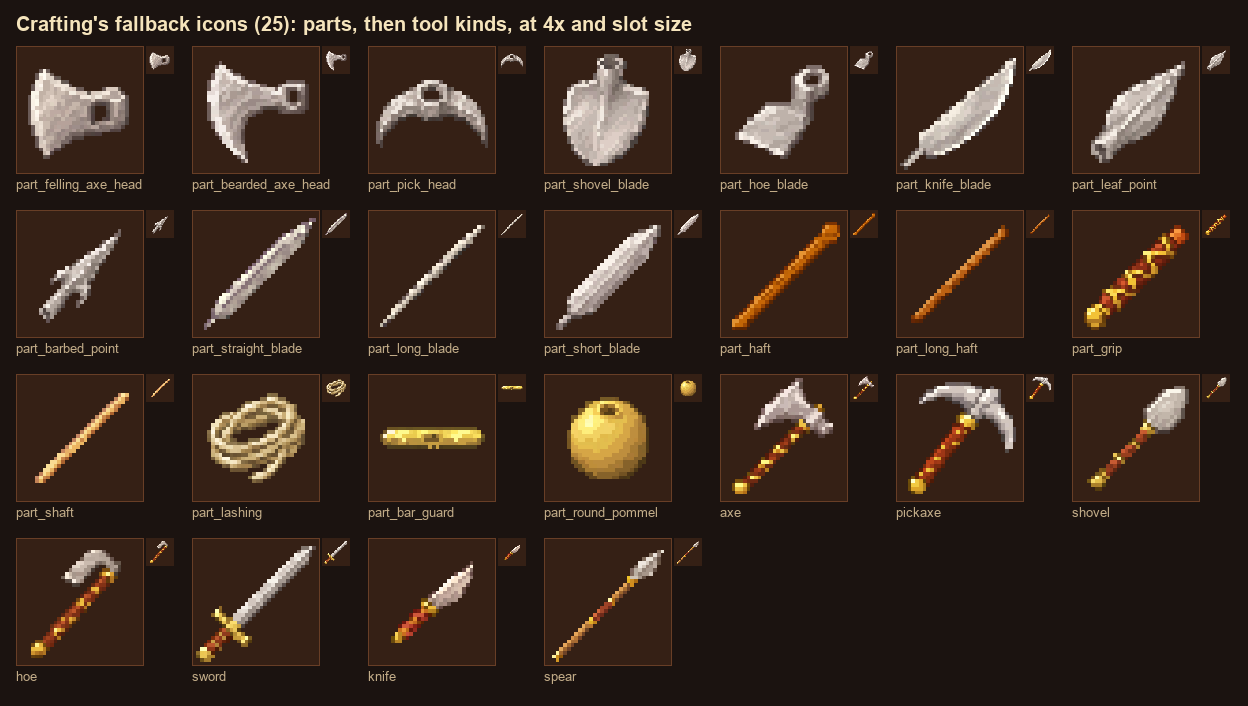 Crafting's fallback icons (25): parts, then tool kinds, at 4x and slot size
part_felling_axe_head part_bearded_axe_head part_pick_head part_shovel_blade part_hoe_blade part_knife_blade part_leaf_point
part_barbed_point part_straight_blade part_long_blade part_short_blade part_haft part_long_haft part_grip
part_shaft part_lashing part_bar_guard part_round_pommel axe pickaxe shovel
hoe sword knife spear